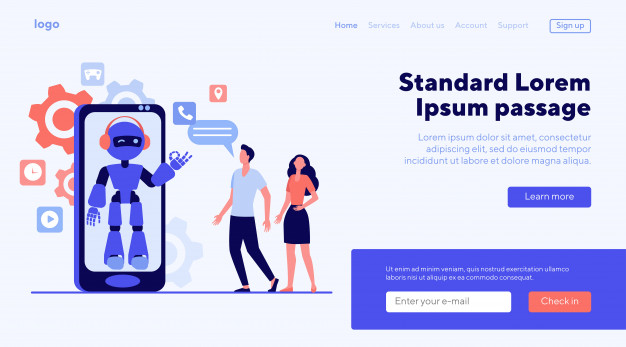 logo
Home Services About us Account Support Sign up
Standard Lorem
Ipsum passage
Lorem ipsum dolor sit amet, consectetur
adipiscing elit, sed do eiusmod tempor
incididunt ut labore et dolore magna aliqua.
Learn more
Ut enim ad minim veniam, quis nostrud exercitation ullamco
laboris nisi ut aliquip ex ea commodo consequat.
Enter your e-mail Check in